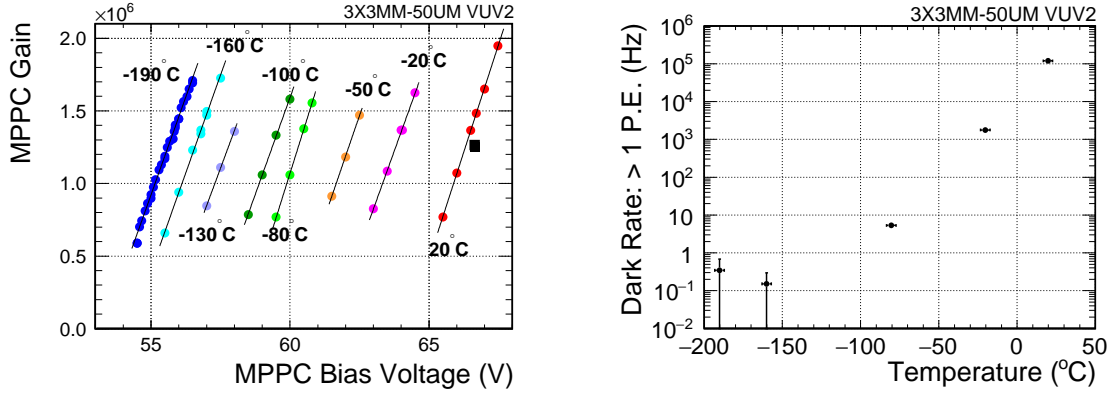 ×10⁶
3X3MM-50UM VUV2
MPPC Gain
2.0
1.5
1.0
0.5
0.0
-190°C
-160°C
-130°C
-100°C
-80°C
-50°C
-20°C
20°C
55
60
65
MPPC Bias Voltage (V)
3X3MM-50UM VUV2
Dark Rate: > 1 P.E. (Hz)
10⁶
10⁵
10⁴
10³
10²
10
1
10⁻¹
10⁻²
−200
−150
−100
−50
0
50
Temperature (°C)